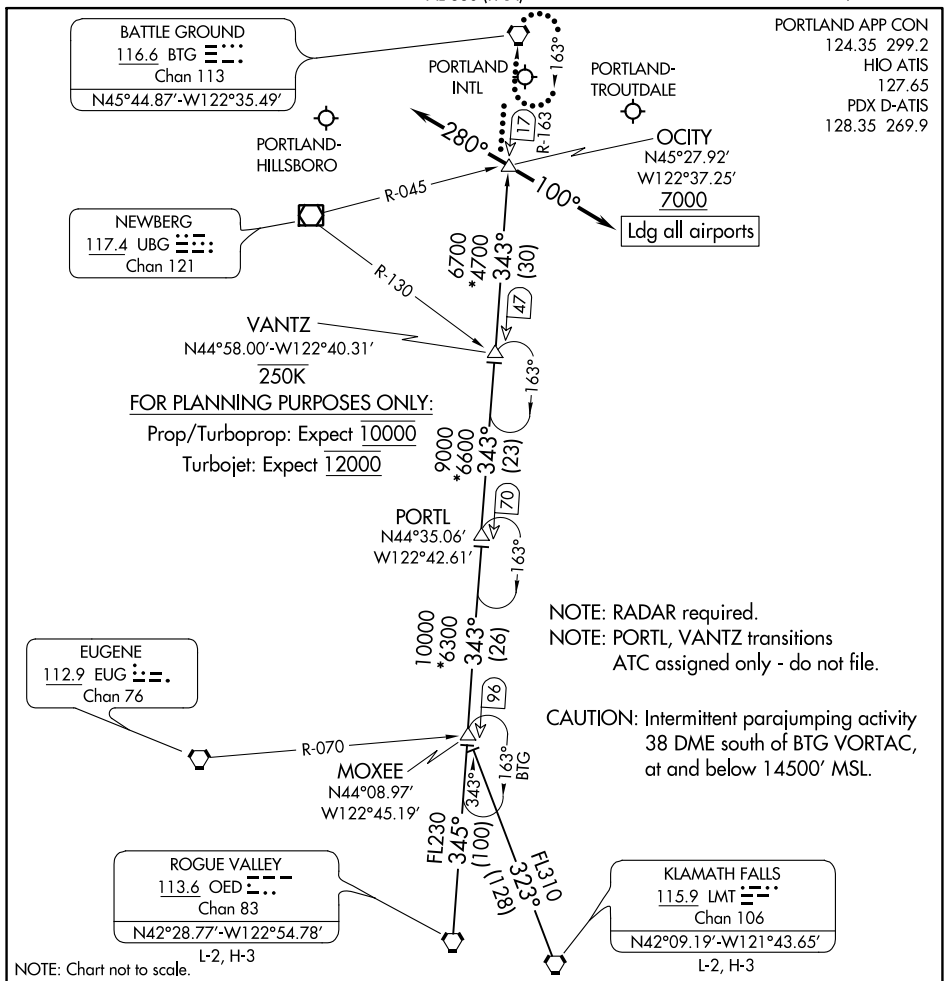 BATTLE GROUND
116.6 BTG
Chan 113
N45°44.87'-W122°35.49'
PORTLAND APP CON
124.35 299.2
HIO ATIS
127.65
PDX D-ATIS
128.35 269.9
PORTLAND
INTL
163°
PORTLAND-
TROUTDALE
PORTLAND-
HILLSBORO
17
R-163
280°
100°
OCITY
N45°27.92'
W122°37.25'
7000
Ldg all airports
R-045
NEWBERG
117.4 UBG
Chan 121
R-130
6700
*4700
343°
(30)
47
VANTZ
N44°58.00'-W122°40.31'
250K
163°
FOR PLANNING PURPOSES ONLY:
Prop/Turboprop: Expect 10000
Turbojet: Expect 12000
9000
*6600
343°
(23)
70
PORTL
N44°35.06'
W122°42.61'
163°
10000
*6300
343°
(26)
96
NOTE: RADAR required.
NOTE: PORTL, VANTZ transitions
ATC assigned only - do not file.
CAUTION: Intermittent parajumping activity
38 DME south of BTG VORTAC,
at and below 14500' MSL.
EUGENE
112.9 EUG
Chan 76
R-070
MOXEE
N44°08.97'
W122°45.19'
343°
163°
BTG
FL230
345°
(100)
FL310
323°
(128)
ROGUE VALLEY
113.6 OED
Chan 83
N42°28.77'-W122°54.78'
L-2, H-3
KLAMATH FALLS
115.9 LMT
Chan 106
N42°09.19'-W121°43.65'
L-2, H-3
NOTE: Chart not to scale.